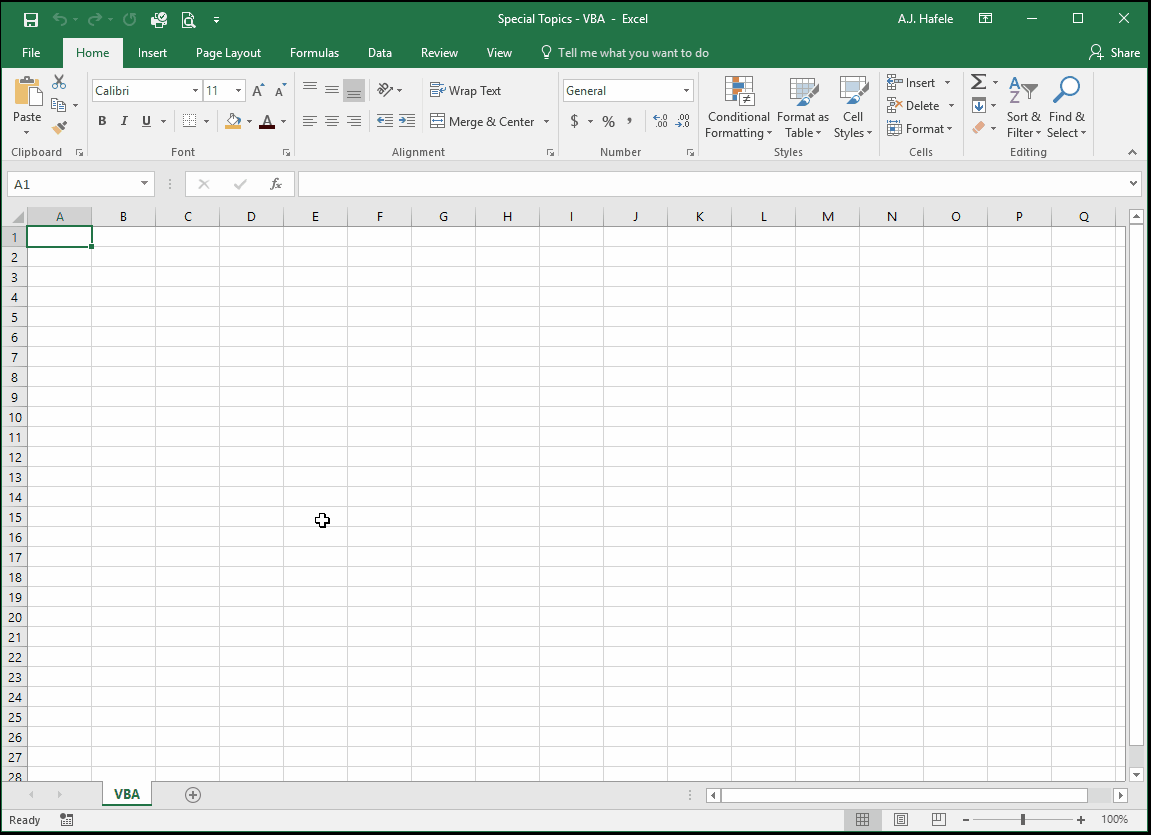 Special Topics - VBA - Excel
A.J. Hafele
File Home Insert Page Layout Formulas Data Review View Tell me what you want to do Share
Paste
Calibri 11
B I U A
Wrap Text
Merge & Center
General
$ % ,
Conditional Formatting
Format as Table
Cell Styles
Insert
Delete
Format
Sort & Filter
Find & Select
Clipboard Font Alignment Number Styles Cells Editing
A1 fx
A B C D E F G H I J K L M N O P Q
1
2
3
4
5
6
7
8
9
10
11
12
13
14
15
16
17
18
19
20
21
22
23
24
25
26
27
28
VBA
Ready 100%